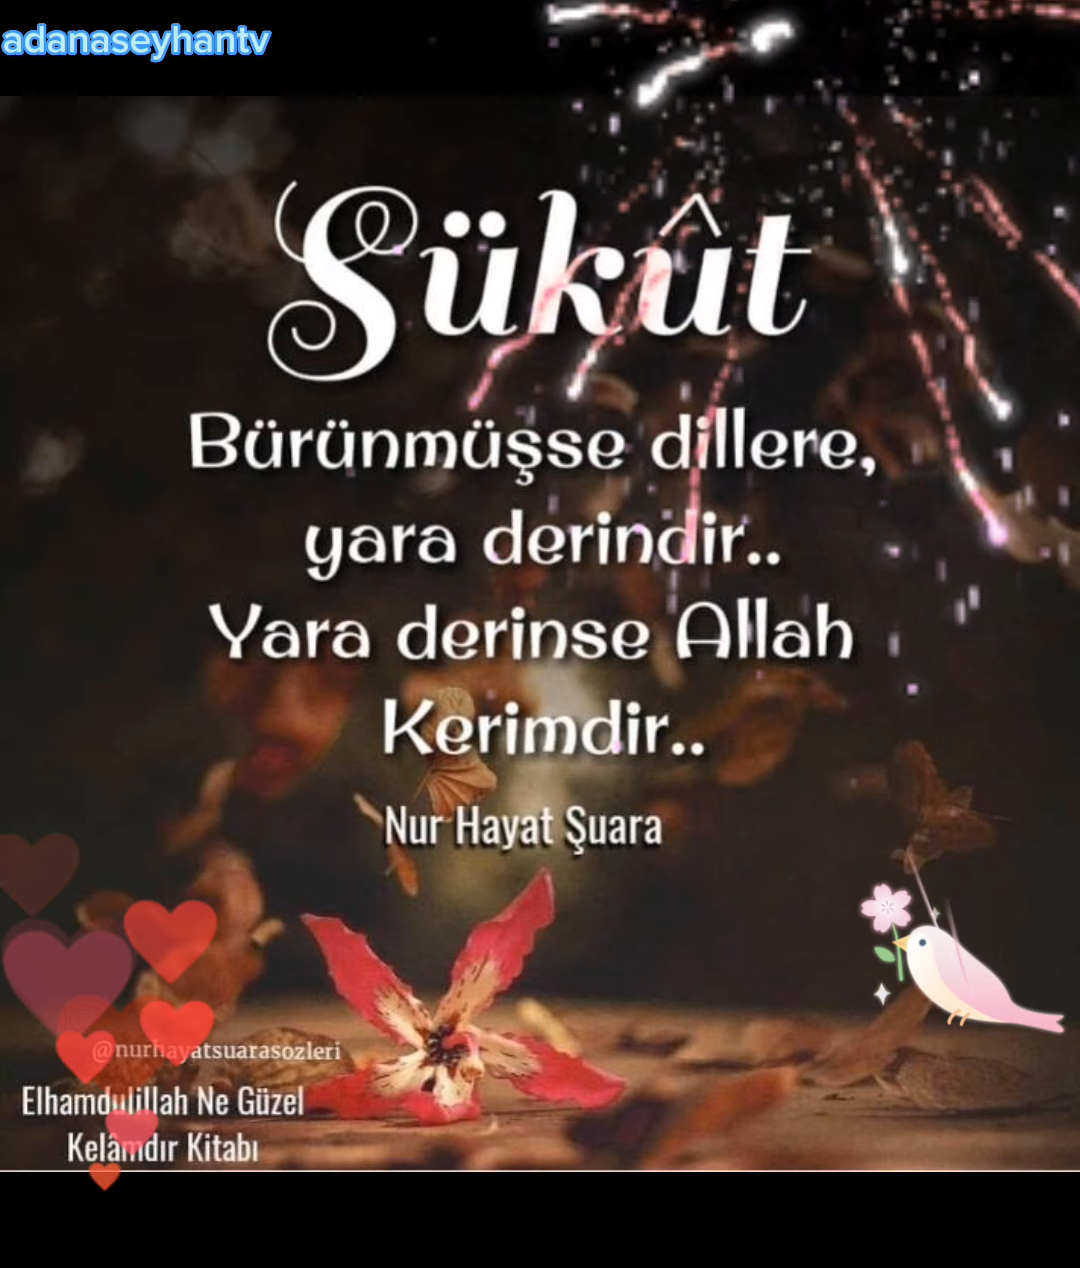 adanaseyhantv
Sükût
Bürünmüşse dillere,
yara derindir..
Yara derinse Allah
Kerimdir..
Nur Hayat Şuara
@nurhayatsuarasozleri
Elhamdulillah Ne Güzel
Kelâmdır Kitabı